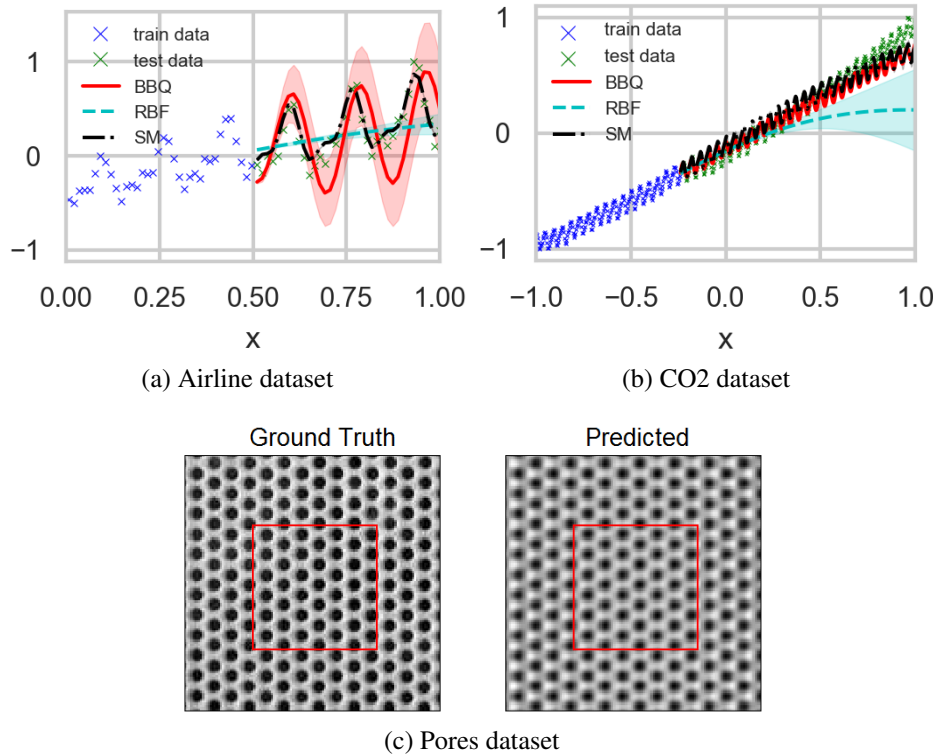 train data
test data
BBQ
RBF
SM
1
0
−1
0.00 0.25 0.50 0.75 1.00
x
(a) Airline dataset
train data
test data
BBQ
RBF
SM
1
0
−1
−1.0 −0.5 0.0 0.5 1.0
x
(b) CO2 dataset
Ground Truth
Predicted
(c) Pores dataset